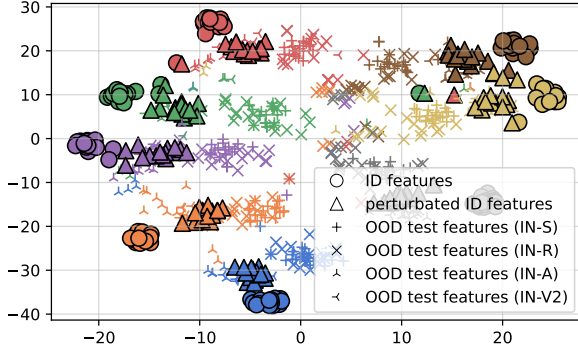 30
20
10
0
−10
−20
−30
−40
−20
−10
0
10
20
ID features
perturbated ID features
OOD test features (IN-S)
OOD test features (IN-R)
OOD test features (IN-A)
OOD test features (IN-V2)